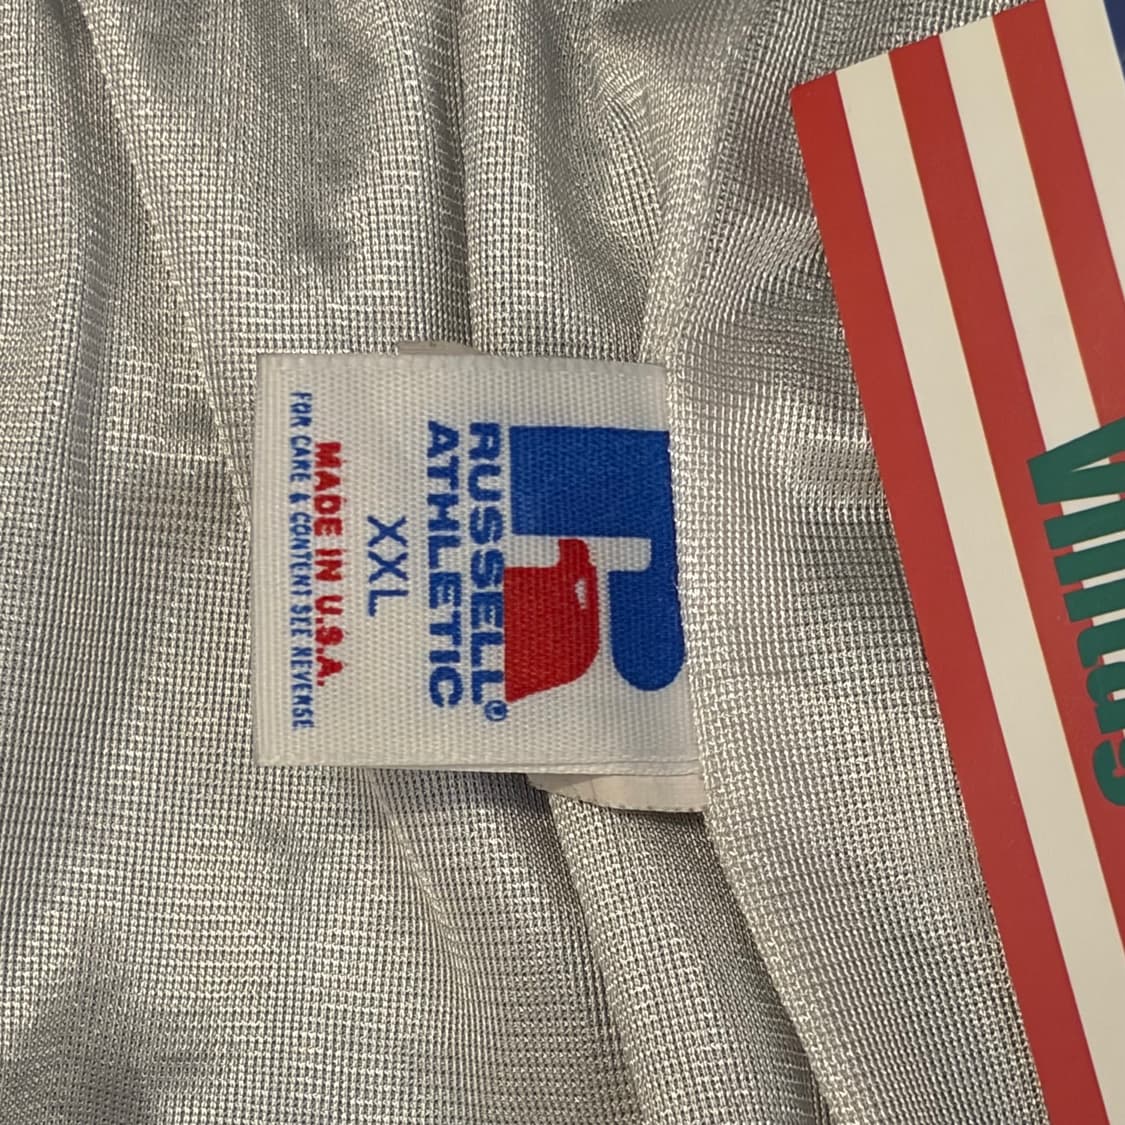 RUSSELL®
ATHLETIC
XXL
MADE IN U.S.A.
FOR CARE & CONTENT SEE REVERSE